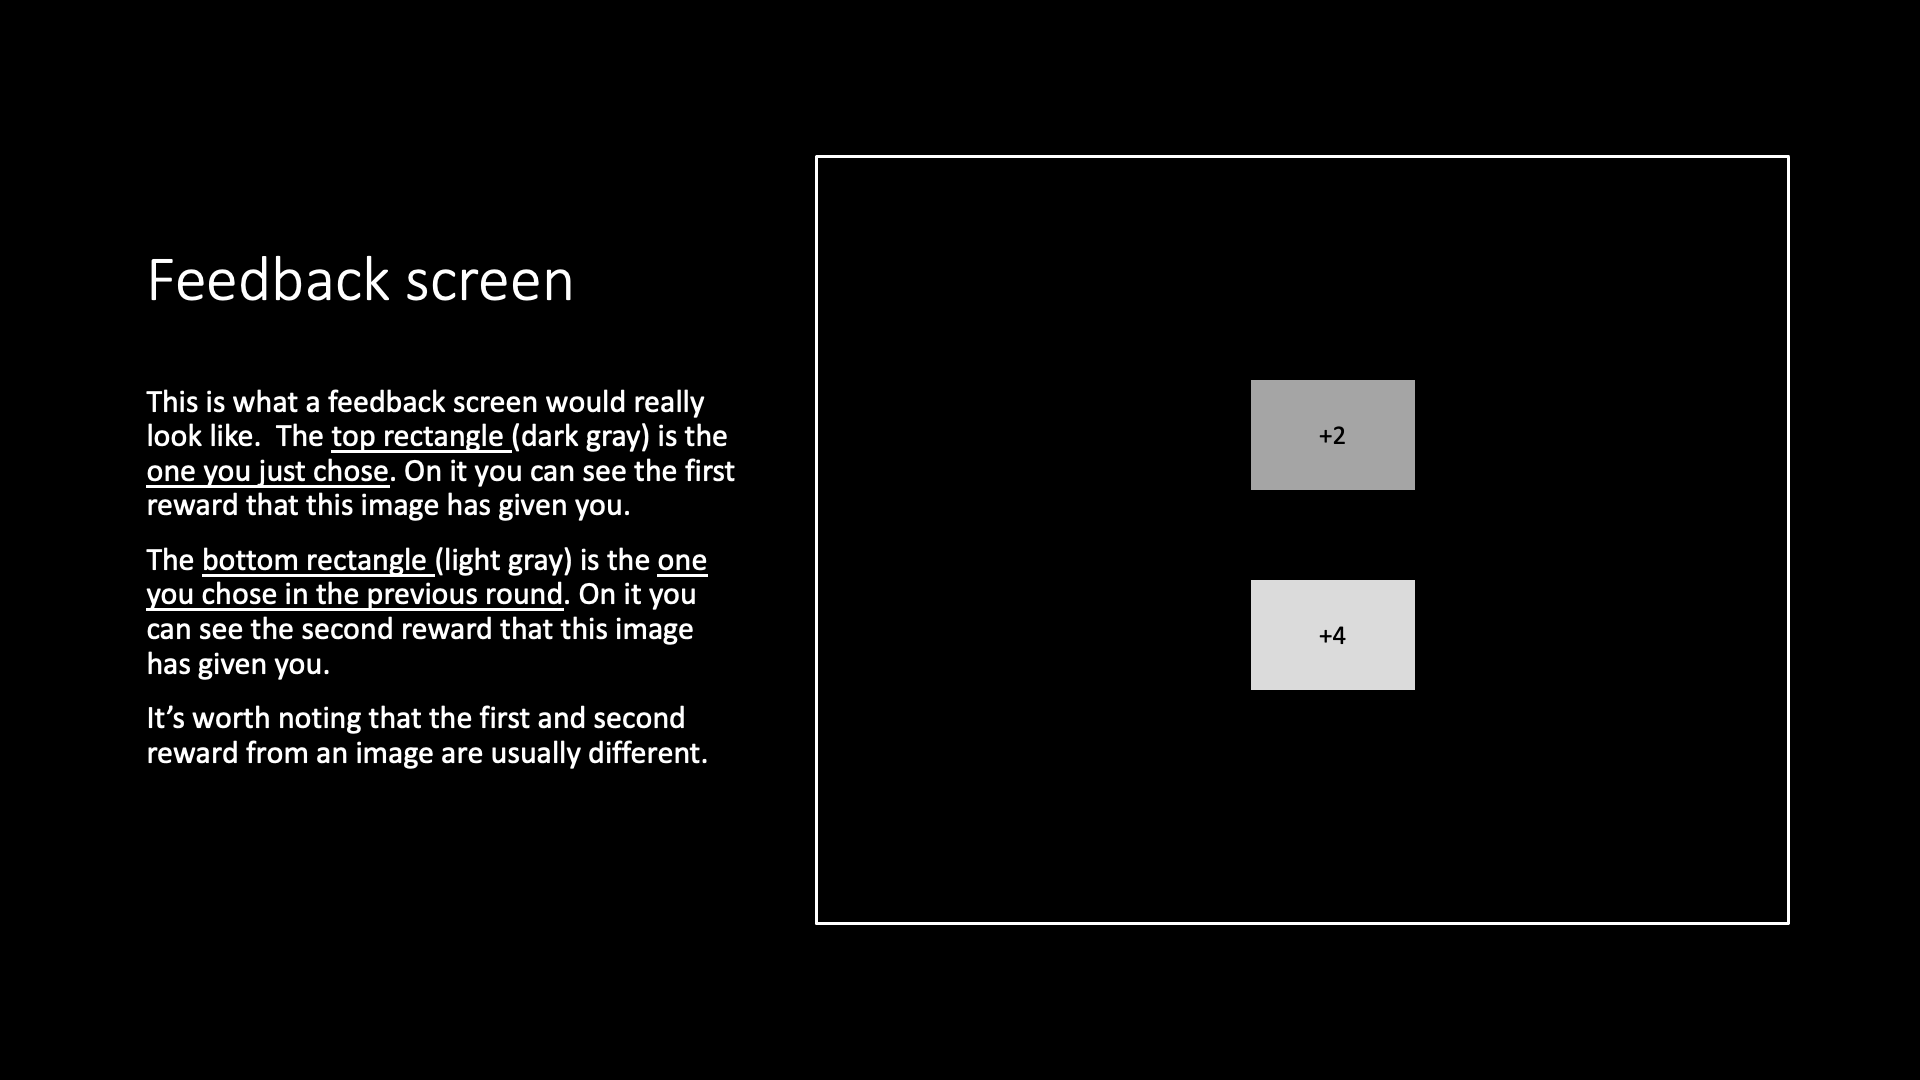 Feedback screen
This is what a feedback screen would really
look like.  The top rectangle (dark gray) is the
one you just chose. On it you can see the first
reward that this image has given you.
The bottom rectangle (light gray) is the one
you chose in the previous round. On it you
can see the second reward that this image
has given you.
It’s worth noting that the first and second
reward from an image are usually different.
+2
+4